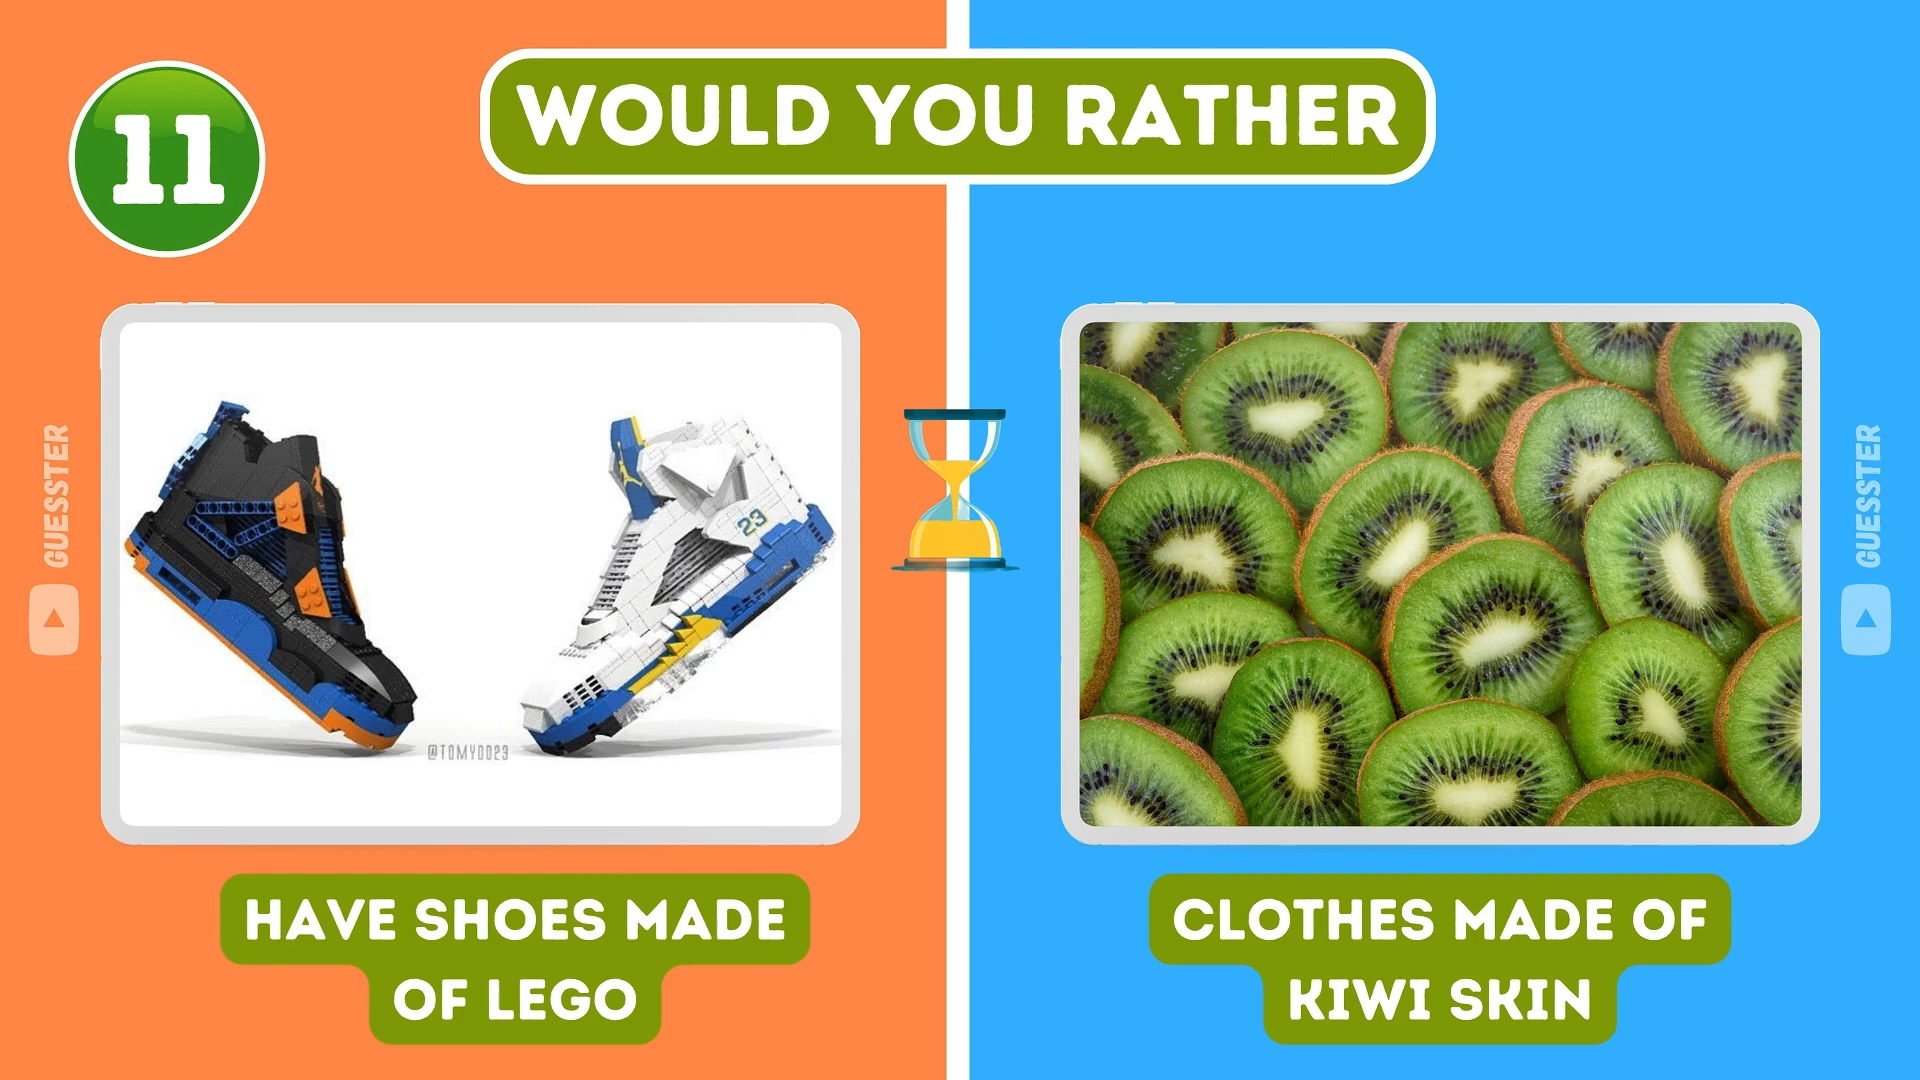 11
WOULD YOU RATHER
GUESSTER
23
@TOMYDD23
GUESSTER
HAVE SHOES MADE
OF LEGO
CLOTHES MADE OF
KIWI SKIN